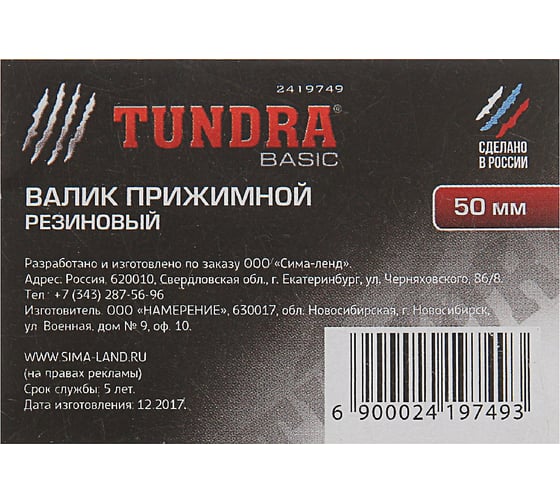 2419749
TUNDRA®
BASIC
СДЕЛАНО
В РОССИИ
ВАЛИК ПРИЖИМНОЙ
РЕЗИНОВЫЙ
50 мм
Разработано и изготовлено по заказу ООО «Сима-ленд».
Адрес: Россия, 620010, Свердловская обл., г. Екатеринбург, ул. Черняховского, 86/8.
Тел.: +7 (343) 287-56-96
Изготовитель: ООО «НАМЕРЕНИЕ», 630017, обл. Новосибирская, г. Новосибирск,
ул. Военная, дом № 9, оф. 10.
WWW.SIMA-LAND.RU
(на правах рекламы)
Срок службы: 5 лет.
Дата изготовления: 12.2017.
6 900024 197493